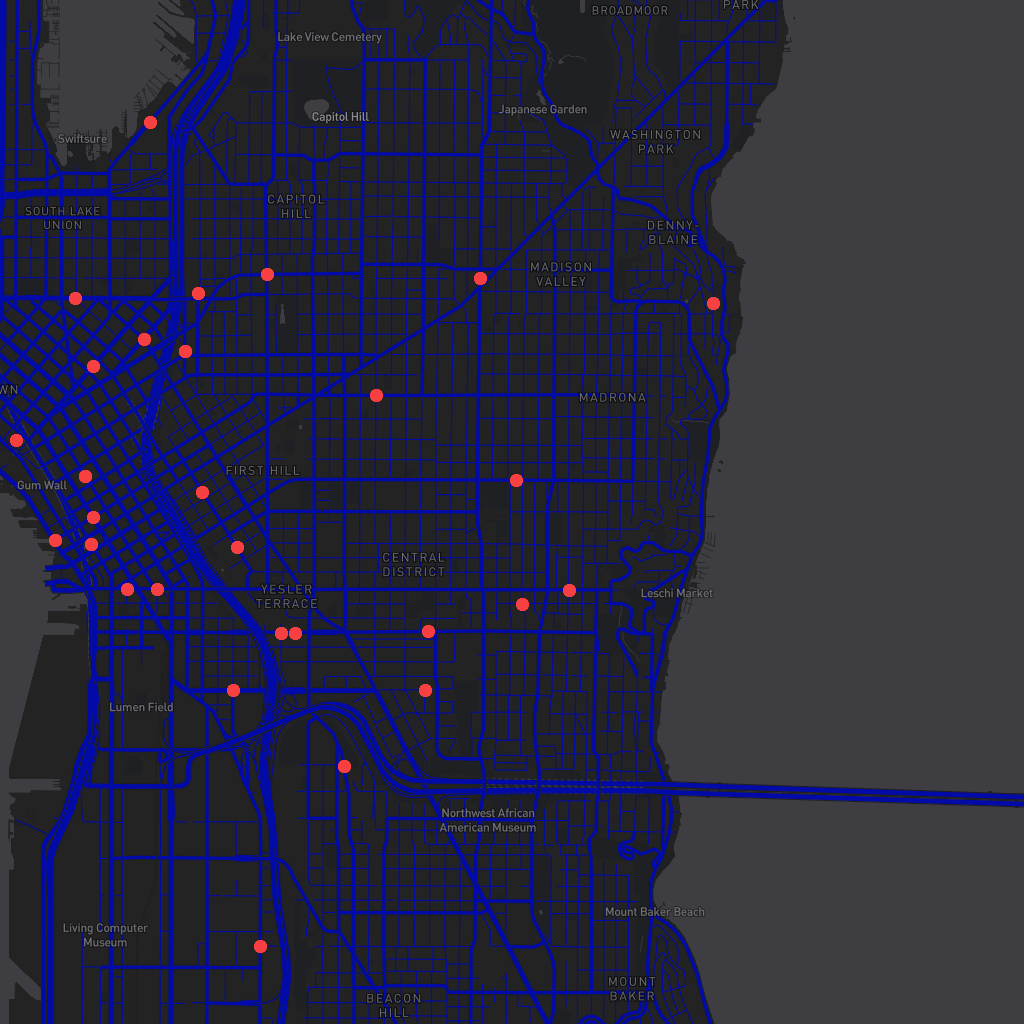 BROADMOOR
PARK
Lake View Cemetery
Capitol Hill
Japanese Garden
Swiftsure
WASHINGTON
PARK
CAPITOL
HILL
SOUTH LAKE
UNION
DENNY-
BLAINE
MADISON
VALLEY
WN
MADRONA
FIRST HILL
Gum Wall
CENTRAL
DISTRICT
YESLER
TERRACE
Leschi Market
Lumen Field
Northwest African
American Museum
Mount Baker Beach
Living Computer
Museum
MOUNT
BAKER
BEACON
HILL